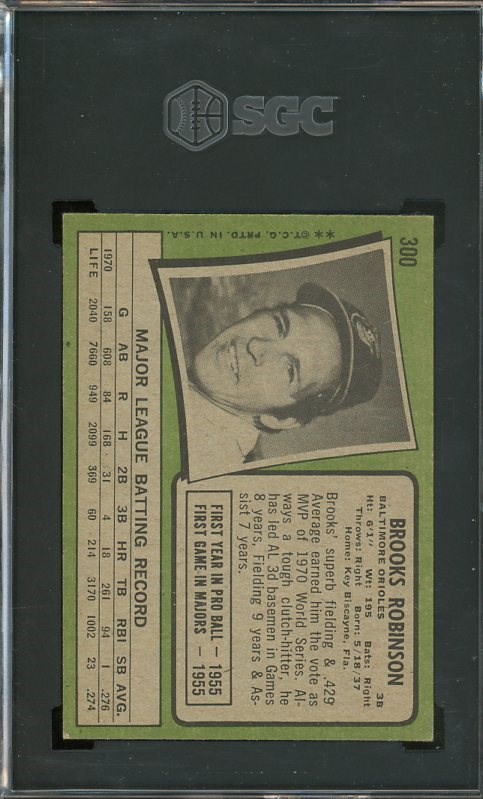 SGC
300
★★©T.C.G. PRTD. IN U.S.A.
BROOKS ROBINSON
3B
BALTIMORE ORIOLES
Ht: 6'1" Wt: 195 Bats: Right
Throws: Right Born: 5/18/'37
Home: Key Biscayne, Fla.
Brooks' superb fielding & .429
Average earned him the vote as
MVP of 1970 World Series. Al-
ways a tough clutch-hitter, he
has led AL 3d basemen in Games
8 years, Fielding 9 years & As-
sist 7 years.
FIRST YEAR IN PRO BALL — 1955
FIRST GAME IN MAJORS — 1955
MAJOR LEAGUE BATTING RECORD
G AB R H 2B 3B HR TB RBI SB AVG.
1970 158 608 84 168 31 4 18 261 94 1 .276
LIFE 2040 7660 949 2099 369 60 214 3170 1002 23 .274